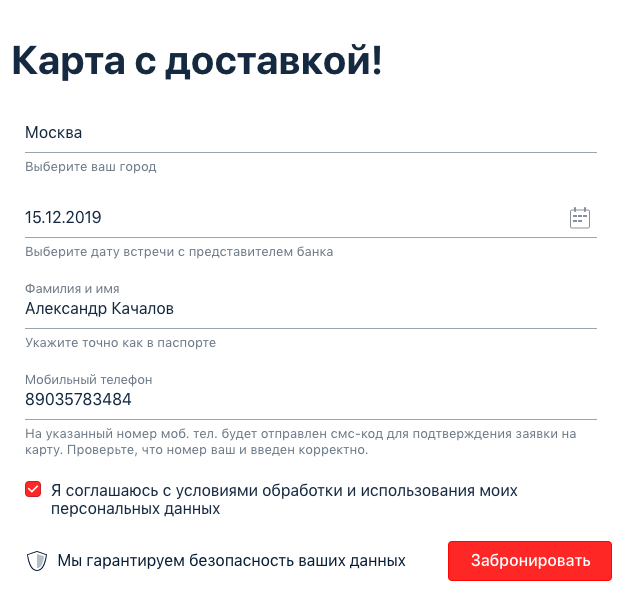 Карта с доставкой!
Москва
Выберите ваш город
15.12.2019
Выберите дату встречи с представителем банка
Фамилия и имя
Александр Качалов
Укажите точно как в паспорте
Мобильный телефон
89035783484
На указанный номер моб. тел. будет отправлен смс-код для подтверждения заявки на
карту. Проверьте, что номер ваш и введен корректно.
Я соглашаюсь с условиями обработки и использования моих
персональных данных
Мы гарантируем безопасность ваших данных
Забронировать